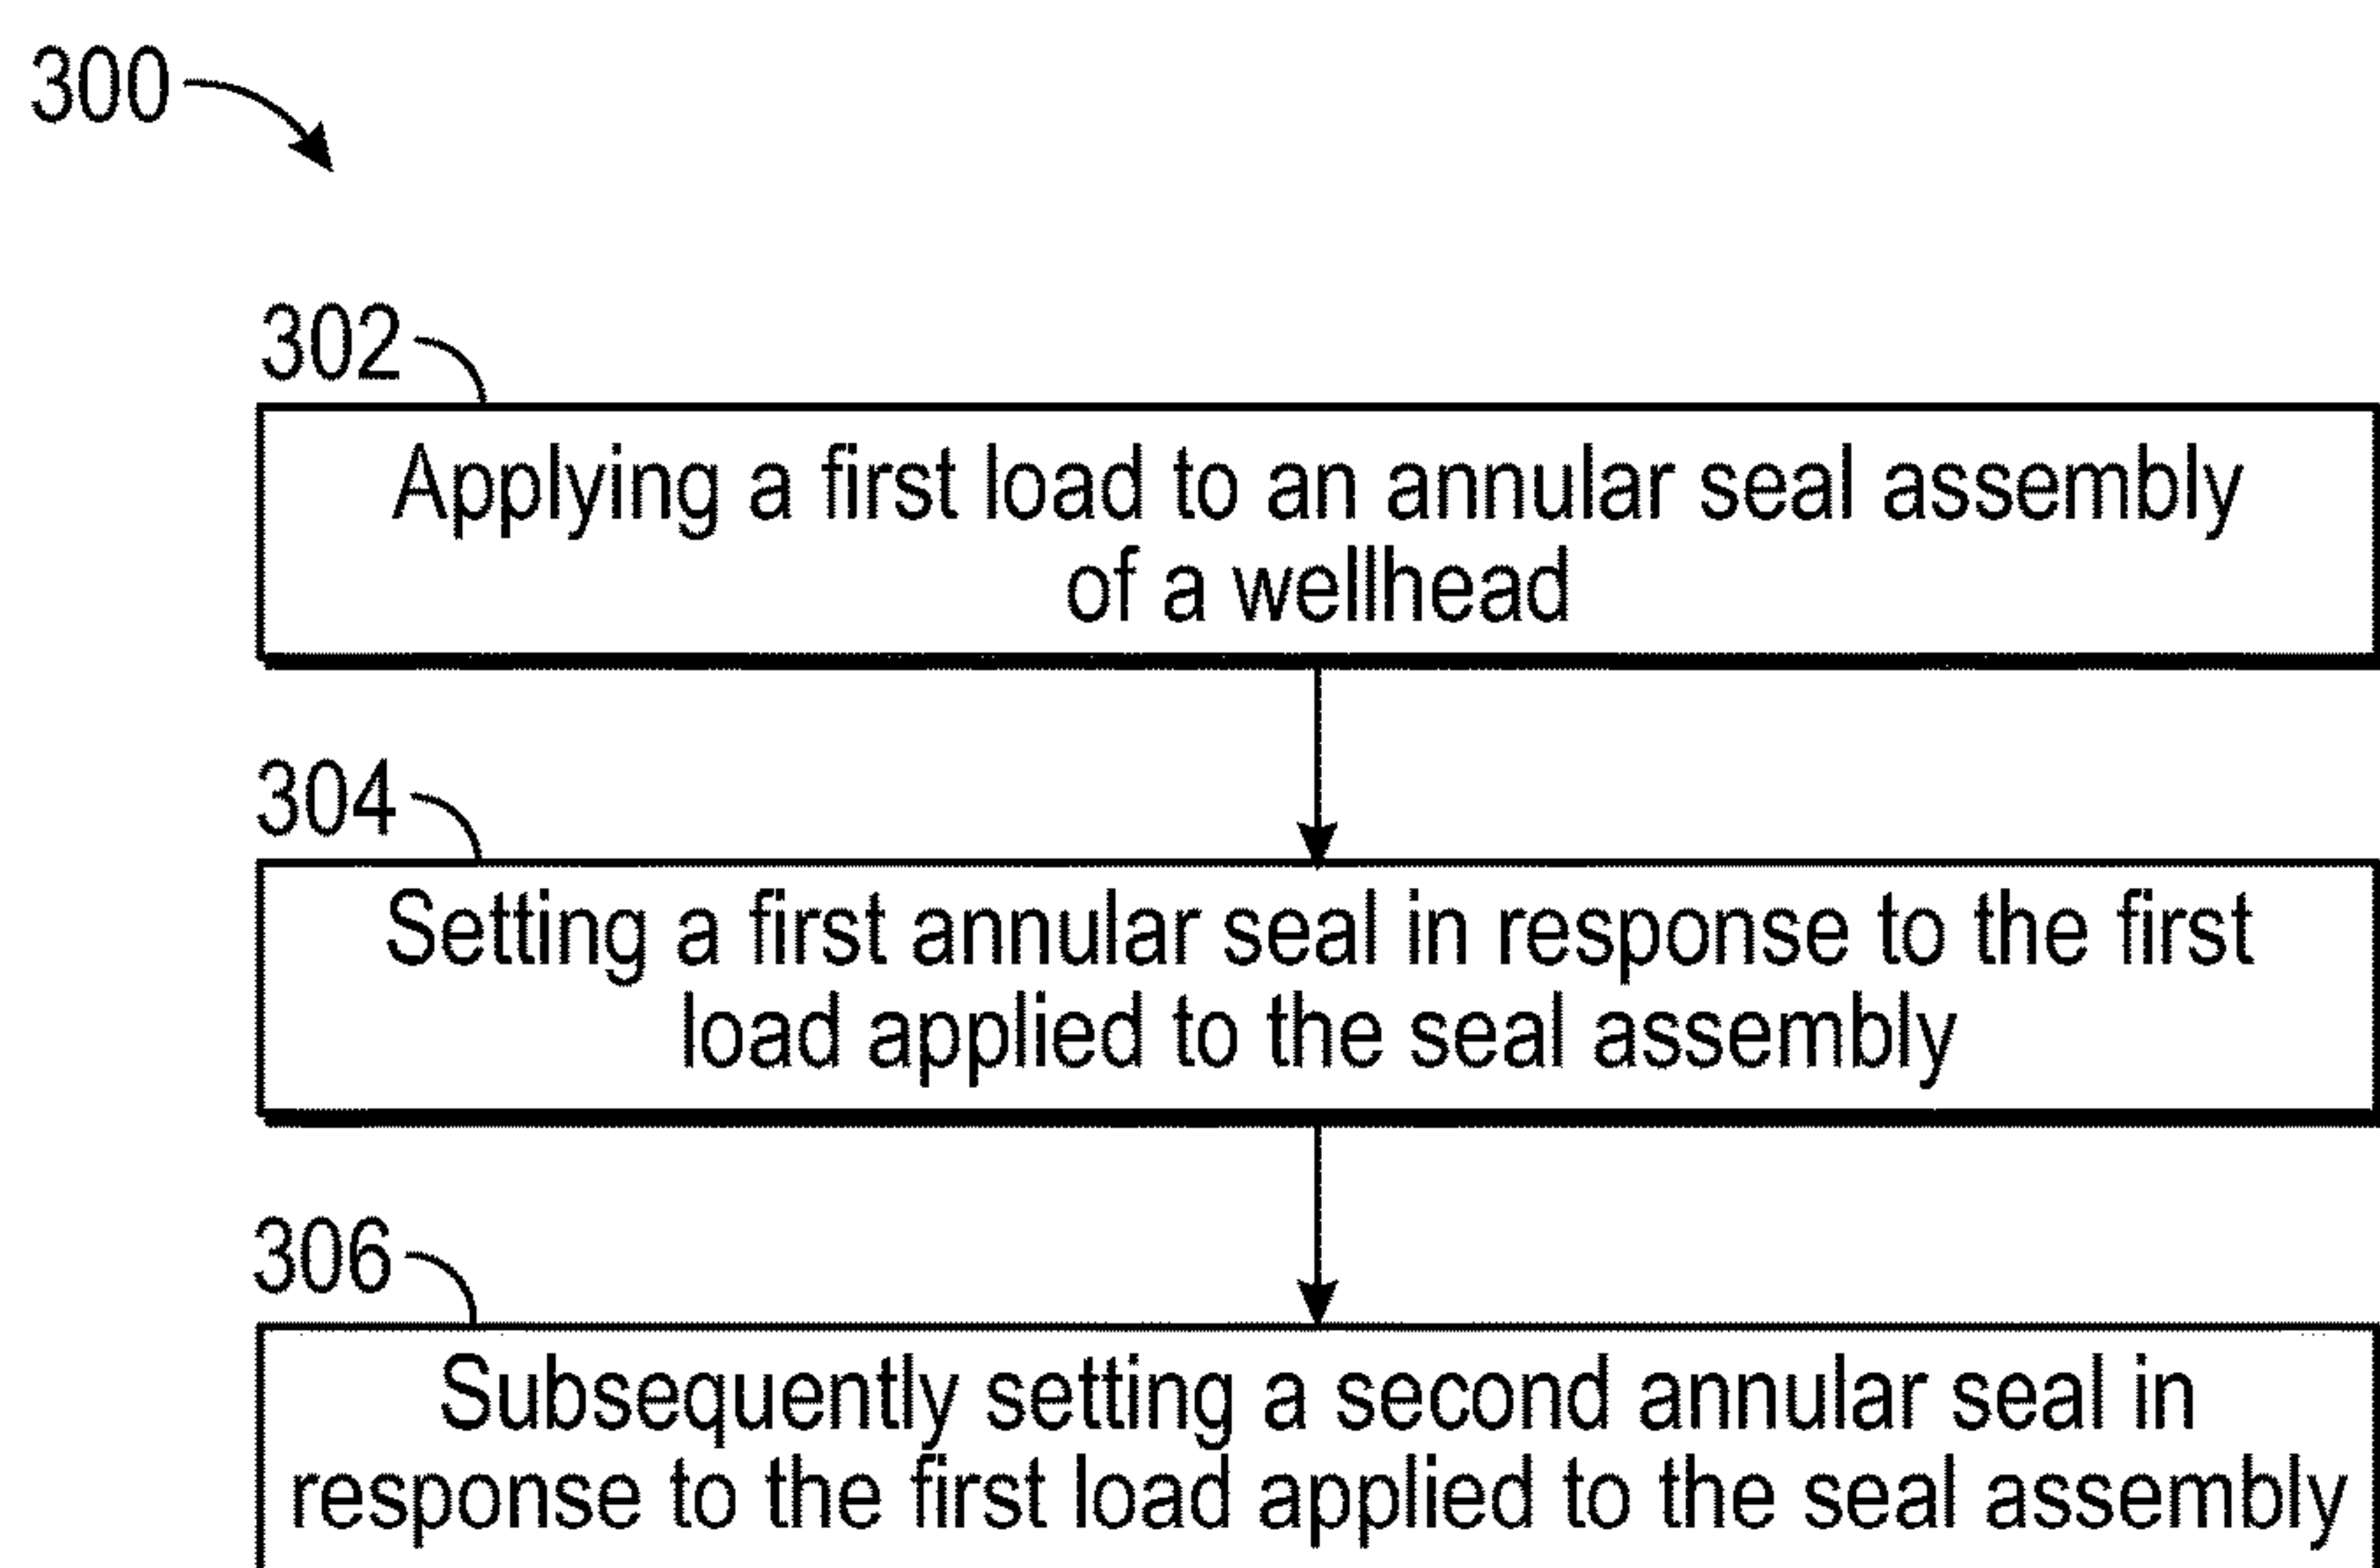 300
302
Applying a first load to an annular seal assembly
of a wellhead
304
Setting a first annular seal in response to the first
load applied to the seal assembly
306
Subsequently setting a second annular seal in
response to the first load applied to the seal assembly